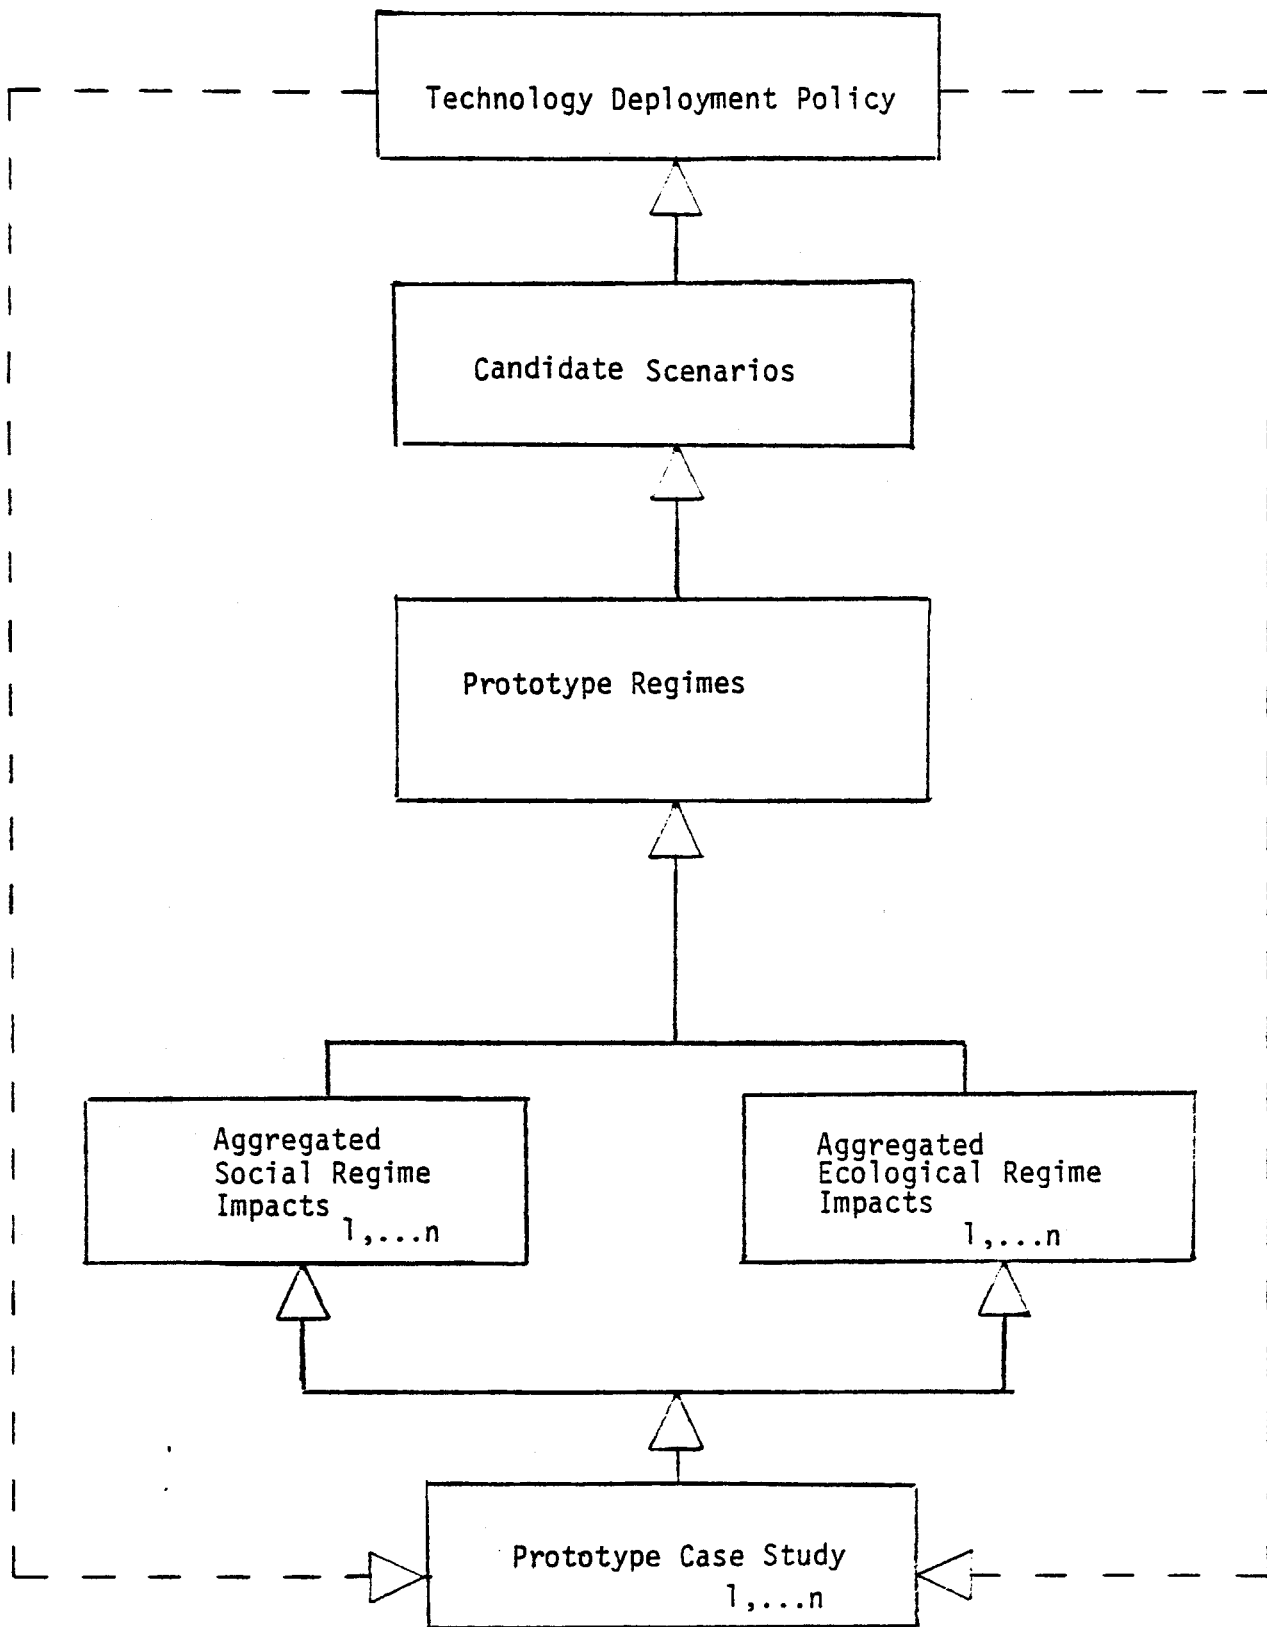 Technology Deployment Policy
Candidate Scenarios
Prototype Regimes
Aggregated
Social Regime
Impacts
1,...n
Aggregated
Ecological Regime
Impacts
1,...n
Prototype Case Study
1,...n